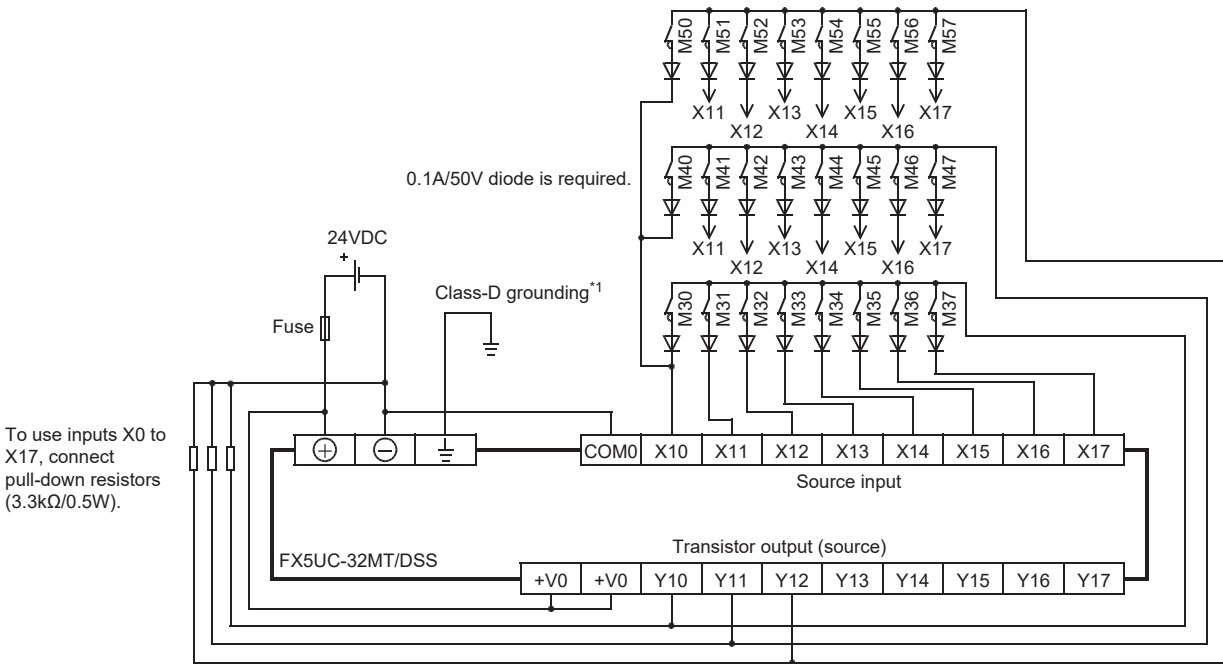 M50 M51 M52 M53 M54 M55 M56 M57
X11 X13 X15 X17
X12 X14 X16
0.1A/50V diode is required.
M40 M41 M42 M43 M44 M45 M46 M47
X11 X13 X15 X17
X12 X14 X16
24VDC
+
Class-D grounding*1
M30 M31 M32 M33 M34 M35 M36 M37
Fuse
To use inputs X0 to
X17, connect
pull-down resistors
(3.3kΩ/0.5W).
+ − COM0 X10 X11 X12 X13 X14 X15 X16 X17
Source input
FX5UC-32MT/DSS
Transistor output (source)
+V0 +V0 Y10 Y11 Y12 Y13 Y14 Y15 Y16 Y17